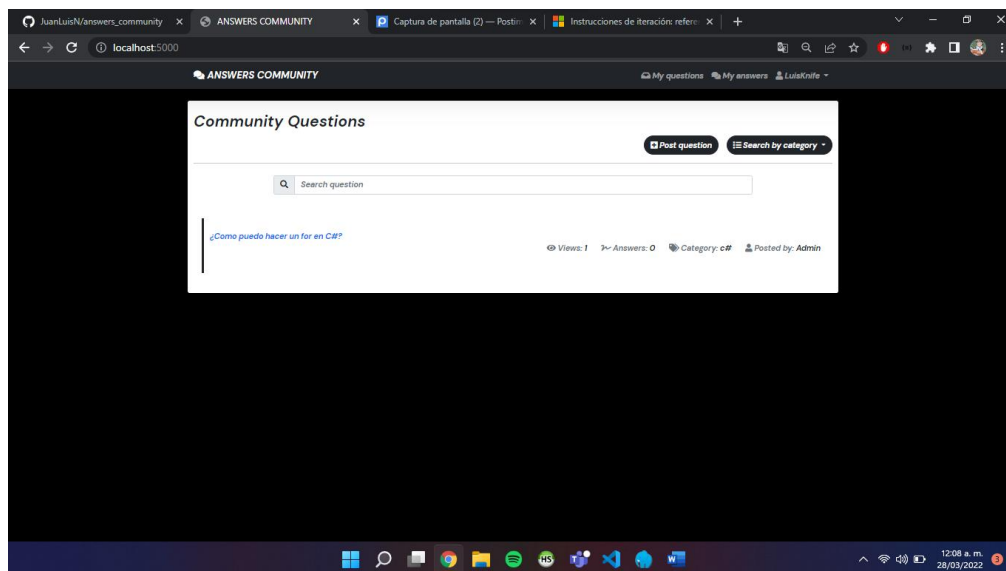 JuanLuisN/answers_community
ANSWERS COMMUNITY
Captura de pantalla (2) — Postim
Instrucciones de iteración: refere
localhost:5000
ANSWERS COMMUNITY
My questions My answers LuisKnife
Community Questions
Post question Search by category
Search question
¿Como puedo hacer un for en C#?
Views: 1 Answers: 0 Category: c# Posted by: Admin
12:08 a. m.
28/03/2022
3